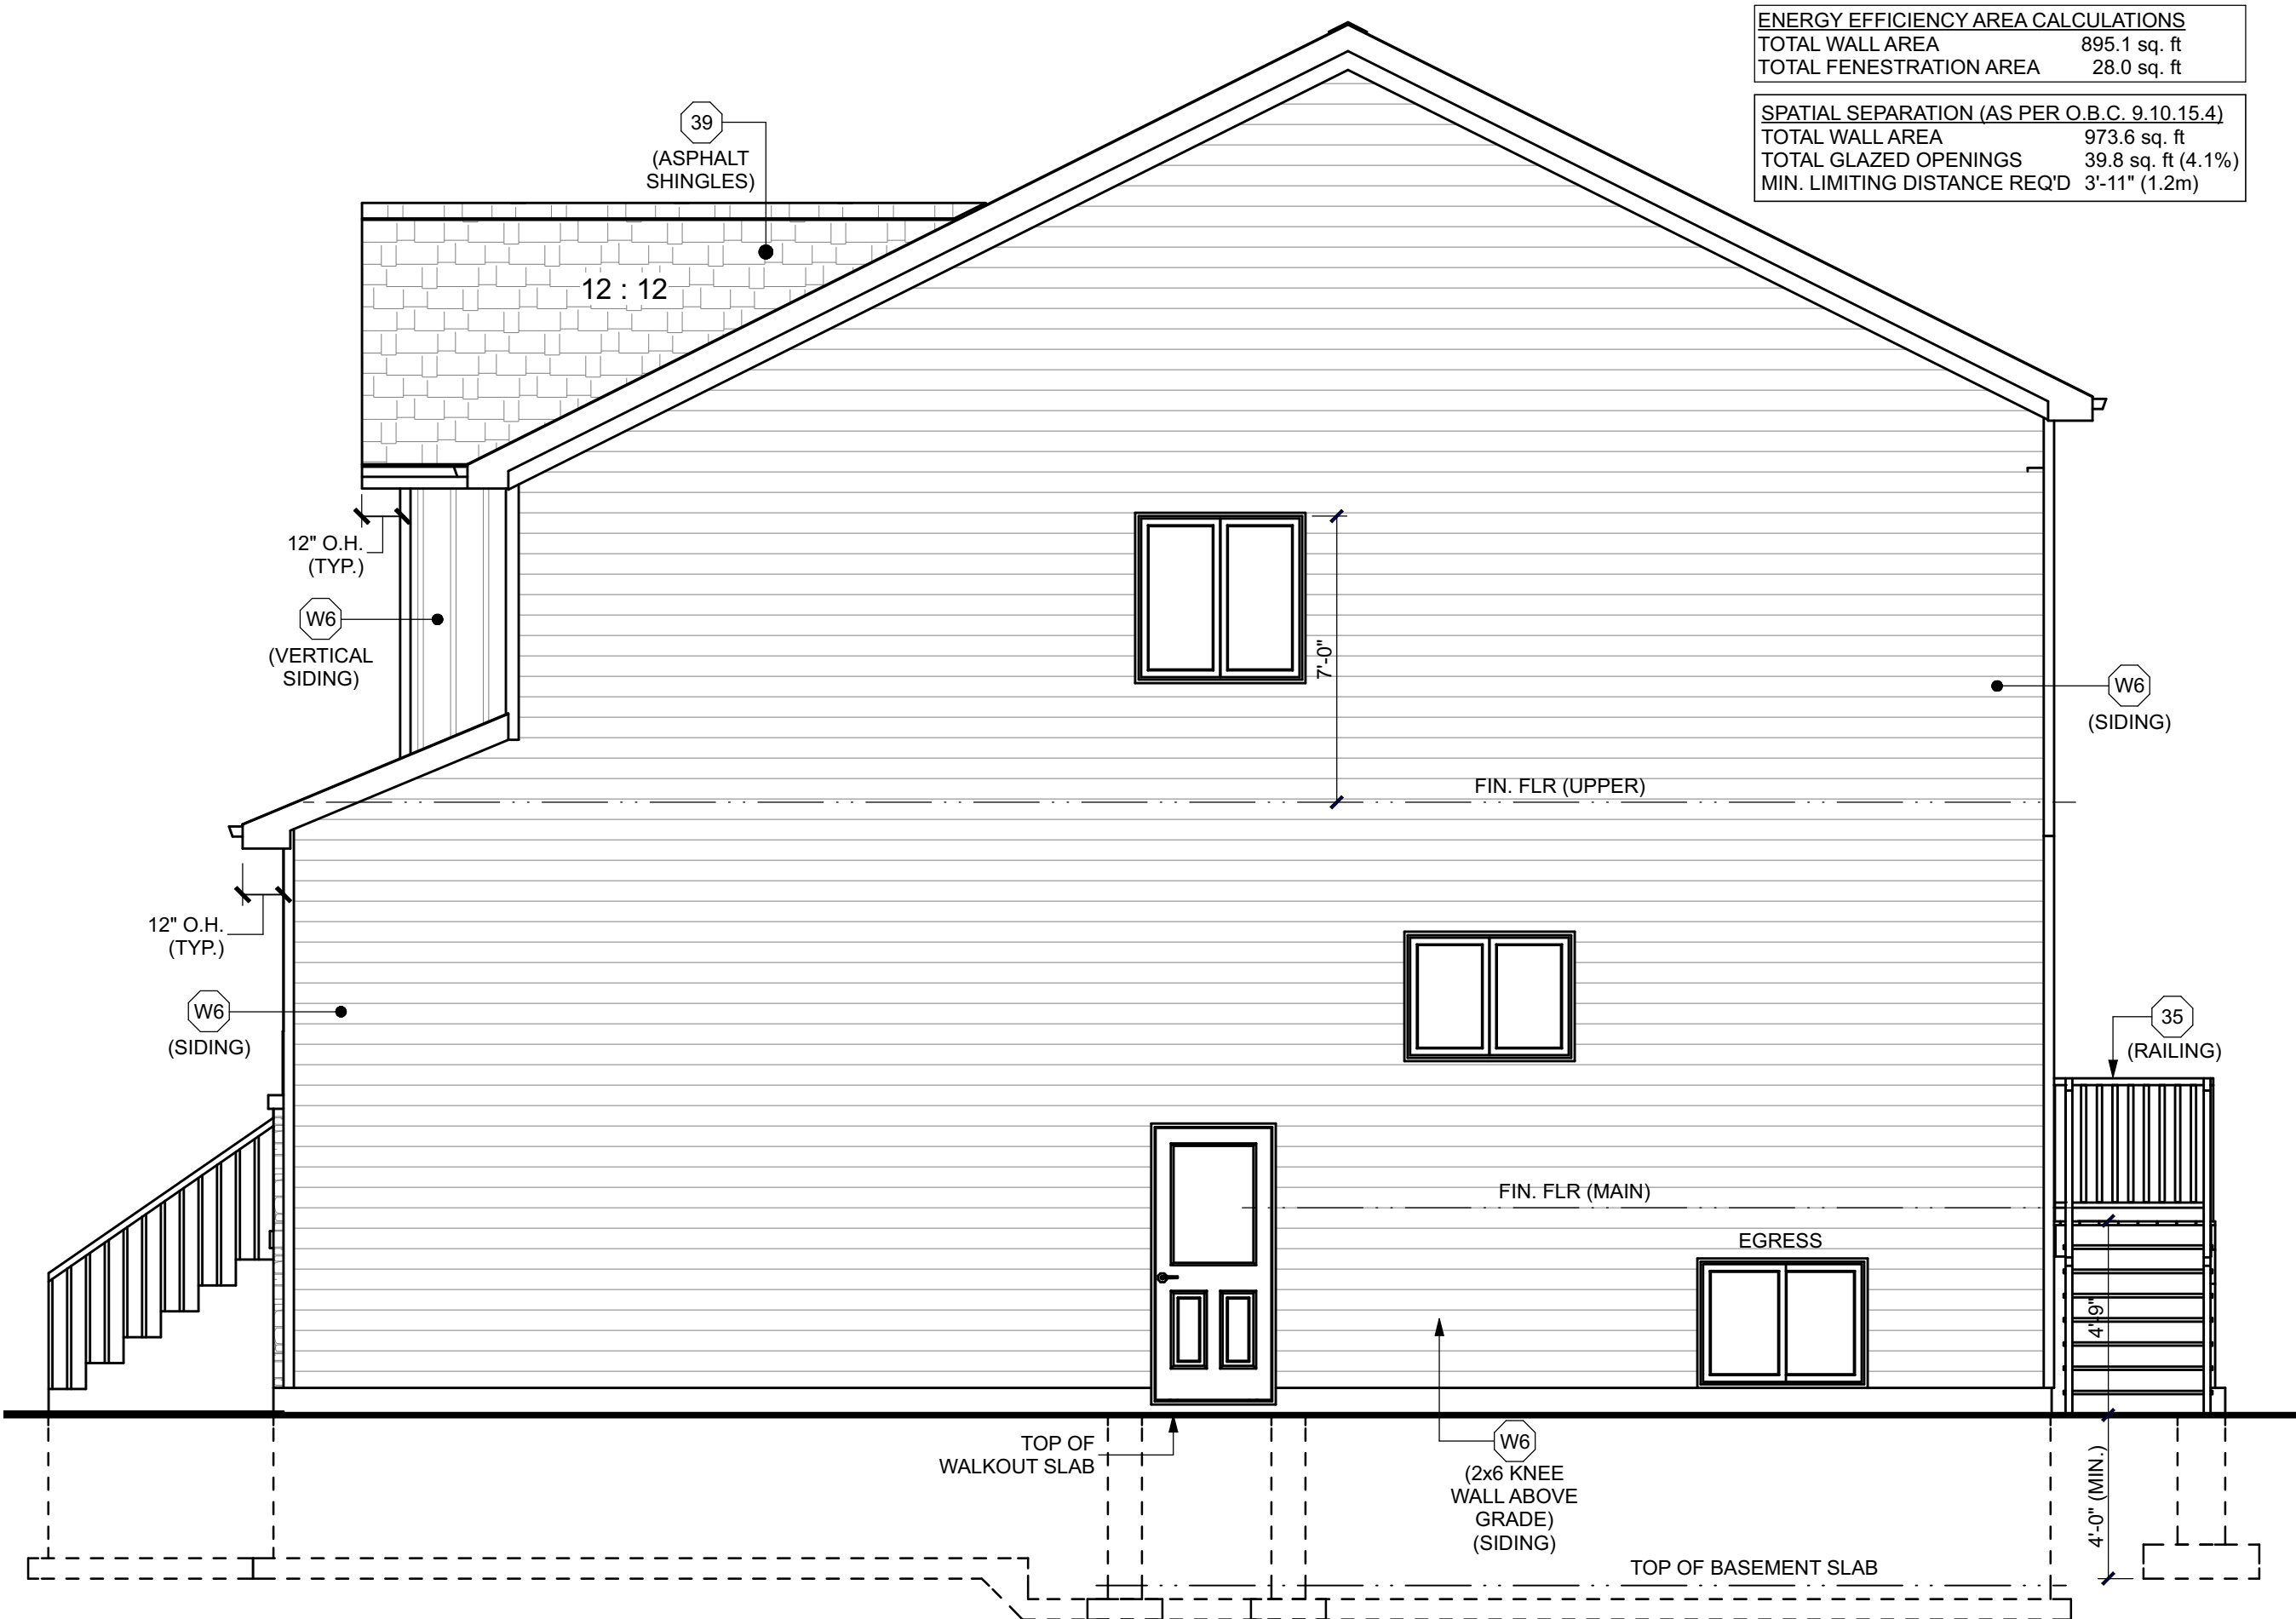 ENERGY EFFICIENCY AREA CALCULATIONS
TOTAL WALL AREA 895.1 sq. ft
TOTAL FENESTRATION AREA 28.0 sq. ft
SPATIAL SEPARATION (AS PER O.B.C. 9.10.15.4)
TOTAL WALL AREA 973.6 sq. ft
TOTAL GLAZED OPENINGS 39.8 sq. ft (4.1%)
MIN. LIMITING DISTANCE REQ'D 3'-11" (1.2m)
39
(ASPHALT
SHINGLES)
12 : 12
12" O.H.
(TYP.)
W6
(VERTICAL
SIDING)
7'-0"
W6
(SIDING)
FIN. FLR (UPPER)
12" O.H.
(TYP.)
W6
(SIDING)
35
(RAILING)
FIN. FLR (MAIN)
EGRESS
4'-9"
TOP OF
WALKOUT SLAB
W6
(2x6 KNEE
WALL ABOVE
GRADE)
(SIDING)
4'-0" (MIN.)
TOP OF BASEMENT SLAB